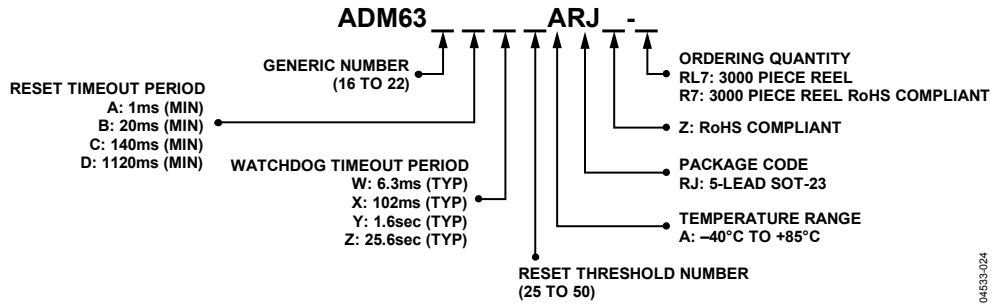 ADM63_ _ _ _ARJ_-_
GENERIC NUMBER
(16 TO 22)
RESET TIMEOUT PERIOD
A: 1ms (MIN)
B: 20ms (MIN)
C: 140ms (MIN)
D: 1120ms (MIN)
WATCHDOG TIMEOUT PERIOD
W: 6.3ms (TYP)
X: 102ms (TYP)
Y: 1.6sec (TYP)
Z: 25.6sec (TYP)
ORDERING QUANTITY
RL7: 3000 PIECE REEL
R7: 3000 PIECE REEL RoHS COMPLIANT
Z: RoHS COMPLIANT
PACKAGE CODE
RJ: 5-LEAD SOT-23
TEMPERATURE RANGE
A: –40°C TO +85°C
RESET THRESHOLD NUMBER
(25 TO 50)
04533-024